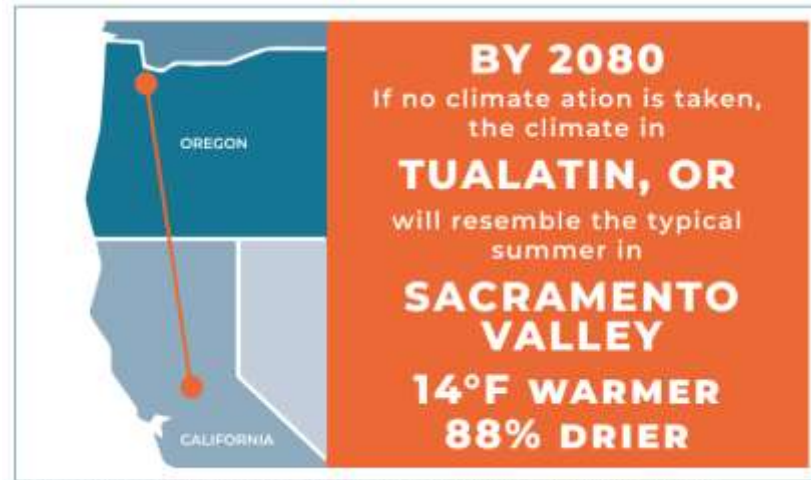 OREGON
CALIFORNIA
BY 2080
If no climate ation is taken,
the climate in
TUALATIN, OR
will resemble the typical
summer in
SACRAMENTO
VALLEY
14°F WARMER
88% DRIER